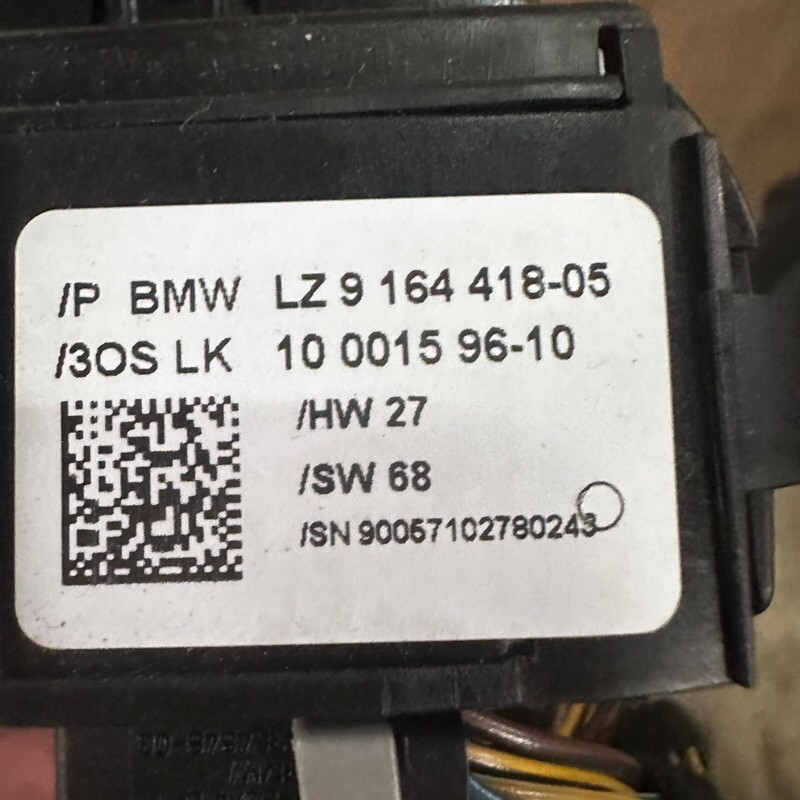 /P BMW LZ 9 164 418-05
/3OS LK 10 0015 96-10
/HW 27
/SW 68
/SN 90057102780243